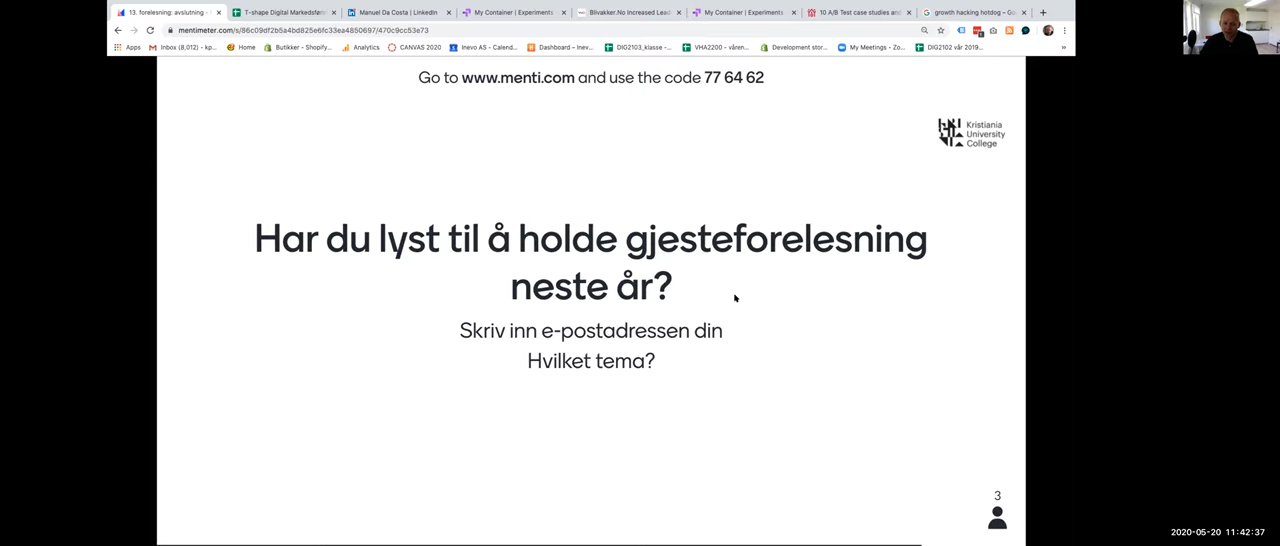 13. forelesning: avslutning -
T-shape Digital Markedsføri
Manuel Da Costa | LinkedIn
My Container | Experiments
Blivakker.No Increased Lead
My Container | Experiments
10 A/B Test case studies and
growth hacking hotdog – Go
mentimeter.com/s/86c09df2b5a4bd825e6fc33ea4850697/470c9cc53e73
Apps
Inbox (8,012) - kp...
Home
Butikker - Shopify...
Analytics
CANVAS 2020
Inevo AS - Calend...
Dashboard – Inev...
DIG2103_klasse -...
VHA2200 - våren...
Development stor...
My Meetings - Zo...
DIG2102 vår 2019...
Go to www.menti.com and use the code 77 64 62
Kristiania
University
College
Har du lyst til å holde gjesteforelesning
neste år?
Skriv inn e-postadressen din
Hvilket tema?
3
2020-05-20 11:42:37